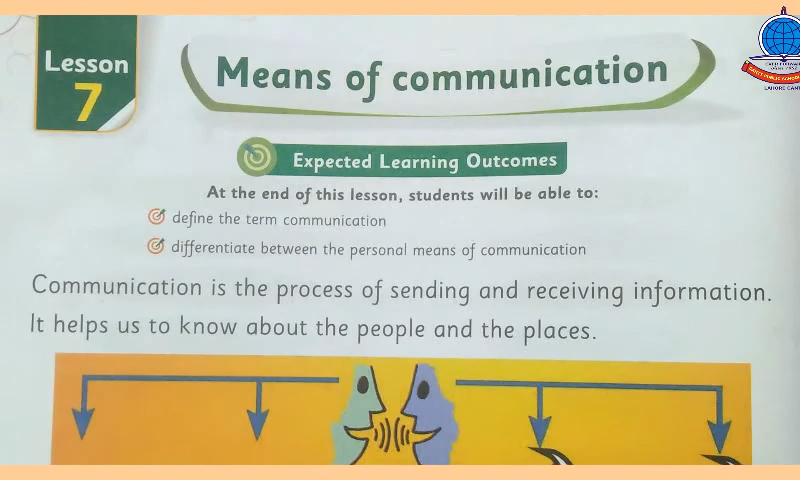 Lesson
7
Means of communication
Expected Learning Outcomes
At the end of this lesson, students will be able to:
define the term communication
differentiate between the personal means of communication
Communication is the process of sending and receiving information.
It helps us to know about the people and the places.
LAHORE CANT